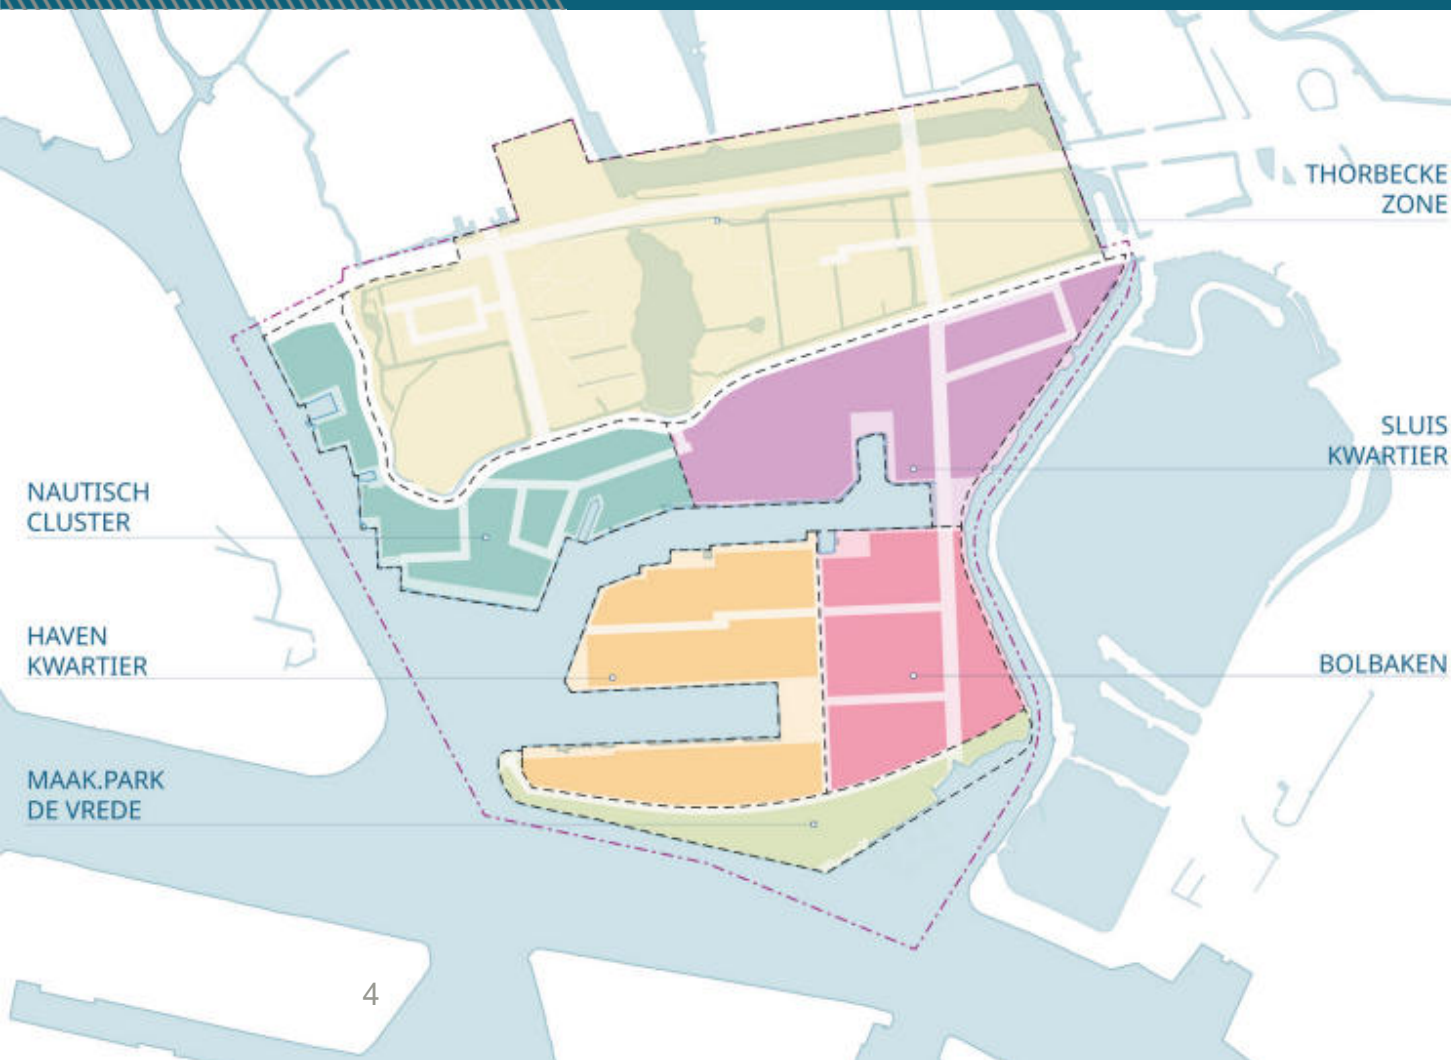 THORBECKE
ZONE
SLUIS
KWARTIER
NAUTISCH
CLUSTER
HAVEN
KWARTIER
BOLBAKEN
MAAK.PARK
DE VREDE
4